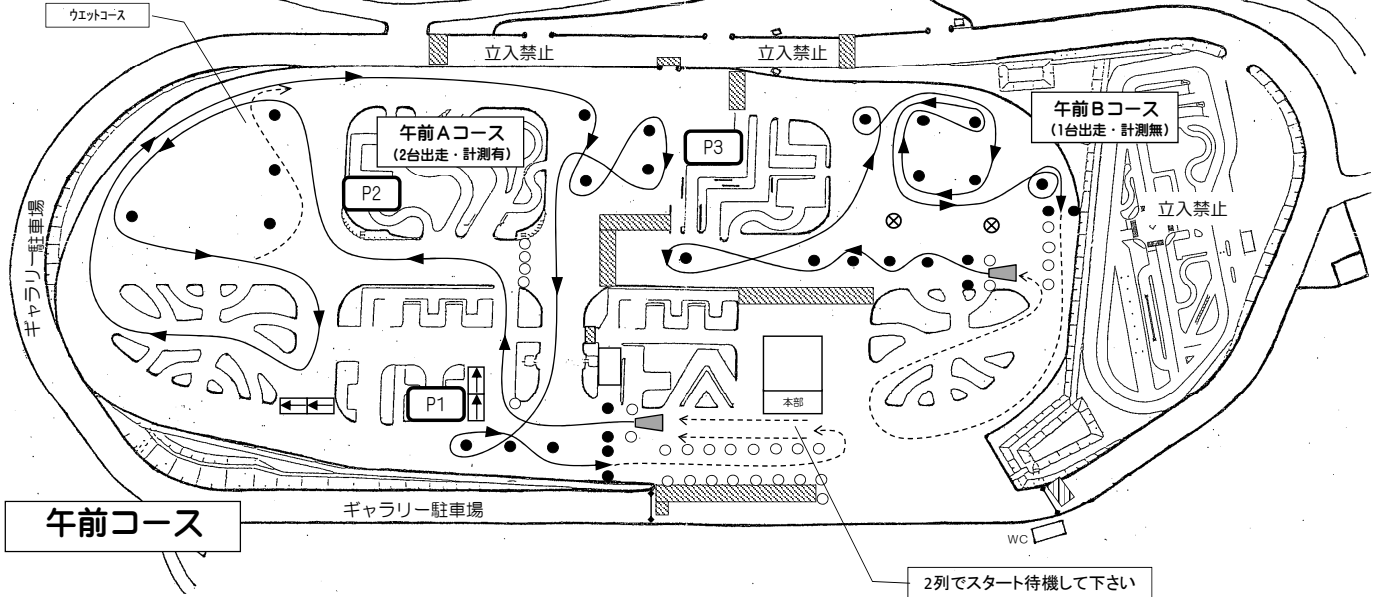 ウエットコース
立入禁止
立入禁止
午前Aコース
(2台出走・計測有)
午前Bコース
(1台出走・計測無)
P3
P2
立入禁止
ギャラリー駐車場
P1
本部
ギャラリー駐車場
午前コース
WC
2列でスタート待機して下さい